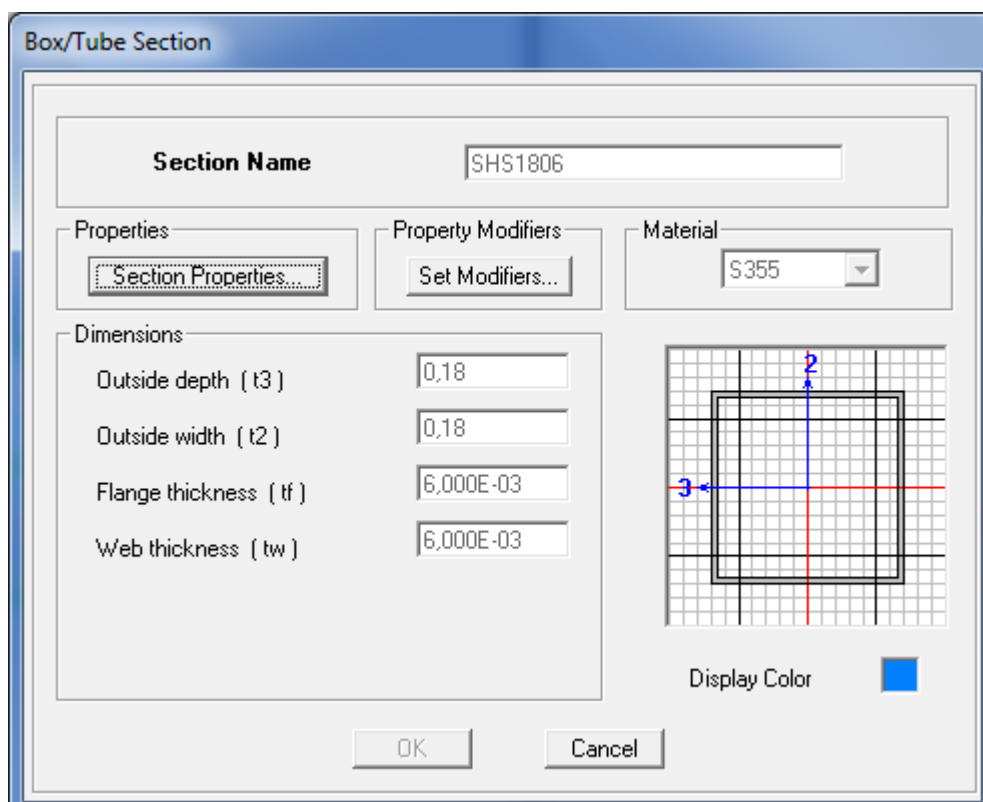 Box/Tube Section
Section Name SHS1806
Properties Property Modifiers Material
Section Properties... Set Modifiers... S355
Dimensions
Outside depth ( t3 ) 0,18
Outside width ( t2 ) 0,18
Flange thickness ( tf ) 6,000E-03
Web thickness ( tw ) 6,000E-03
2
3
Display Color
OK Cancel